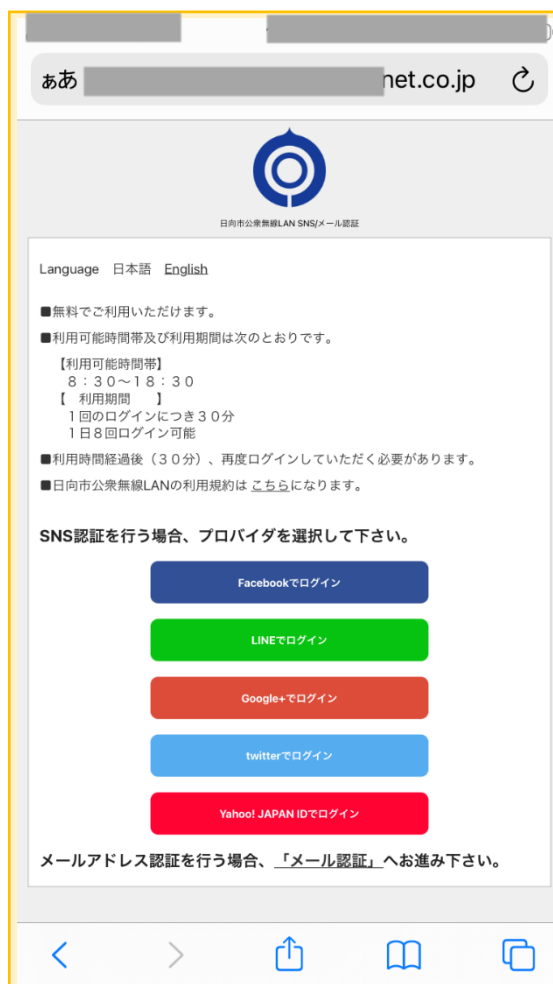 ぁあ
net.co.jp
日向市公衆無線LAN SNS/メール認証
Language 日本語 English
■無料でご利用いただけます。
■利用可能時間帯及び利用期間は次のとおりです。
【利用可能時間帯】
８：３０～１８：３０
【　利用期間　　】
１回のログインにつき３０分
１日８回ログイン可能
■利用時間経過後（３０分）、再度ログインしていただく必要があります。
■日向市公衆無線LANの利用規約は こちらになります。
SNS認証を行う場合、プロバイダを選択して下さい。
Facebookでログイン
LINEでログイン
Google+でログイン
twitterでログイン
Yahoo! JAPAN IDでログイン
メールアドレス認証を行う場合、「メール認証」へお進み下さい。